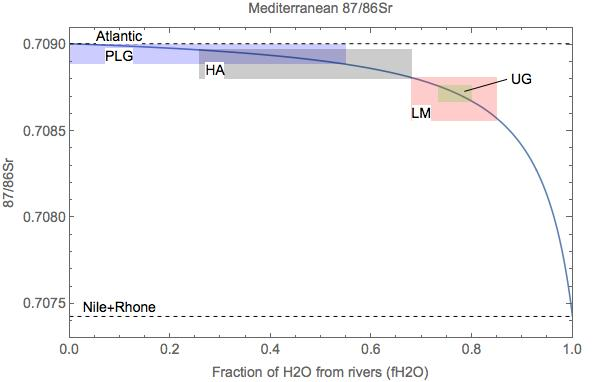 Mediterranean 87/86Sr
Atlantic
0.7090
PLG
HA
UG
LM
0.7085
87/86Sr
0.7080
Nile+Rhone
0.7075
0.0 0.2 0.4 0.6 0.8 1.0
Fraction of H2O from rivers (fH2O)